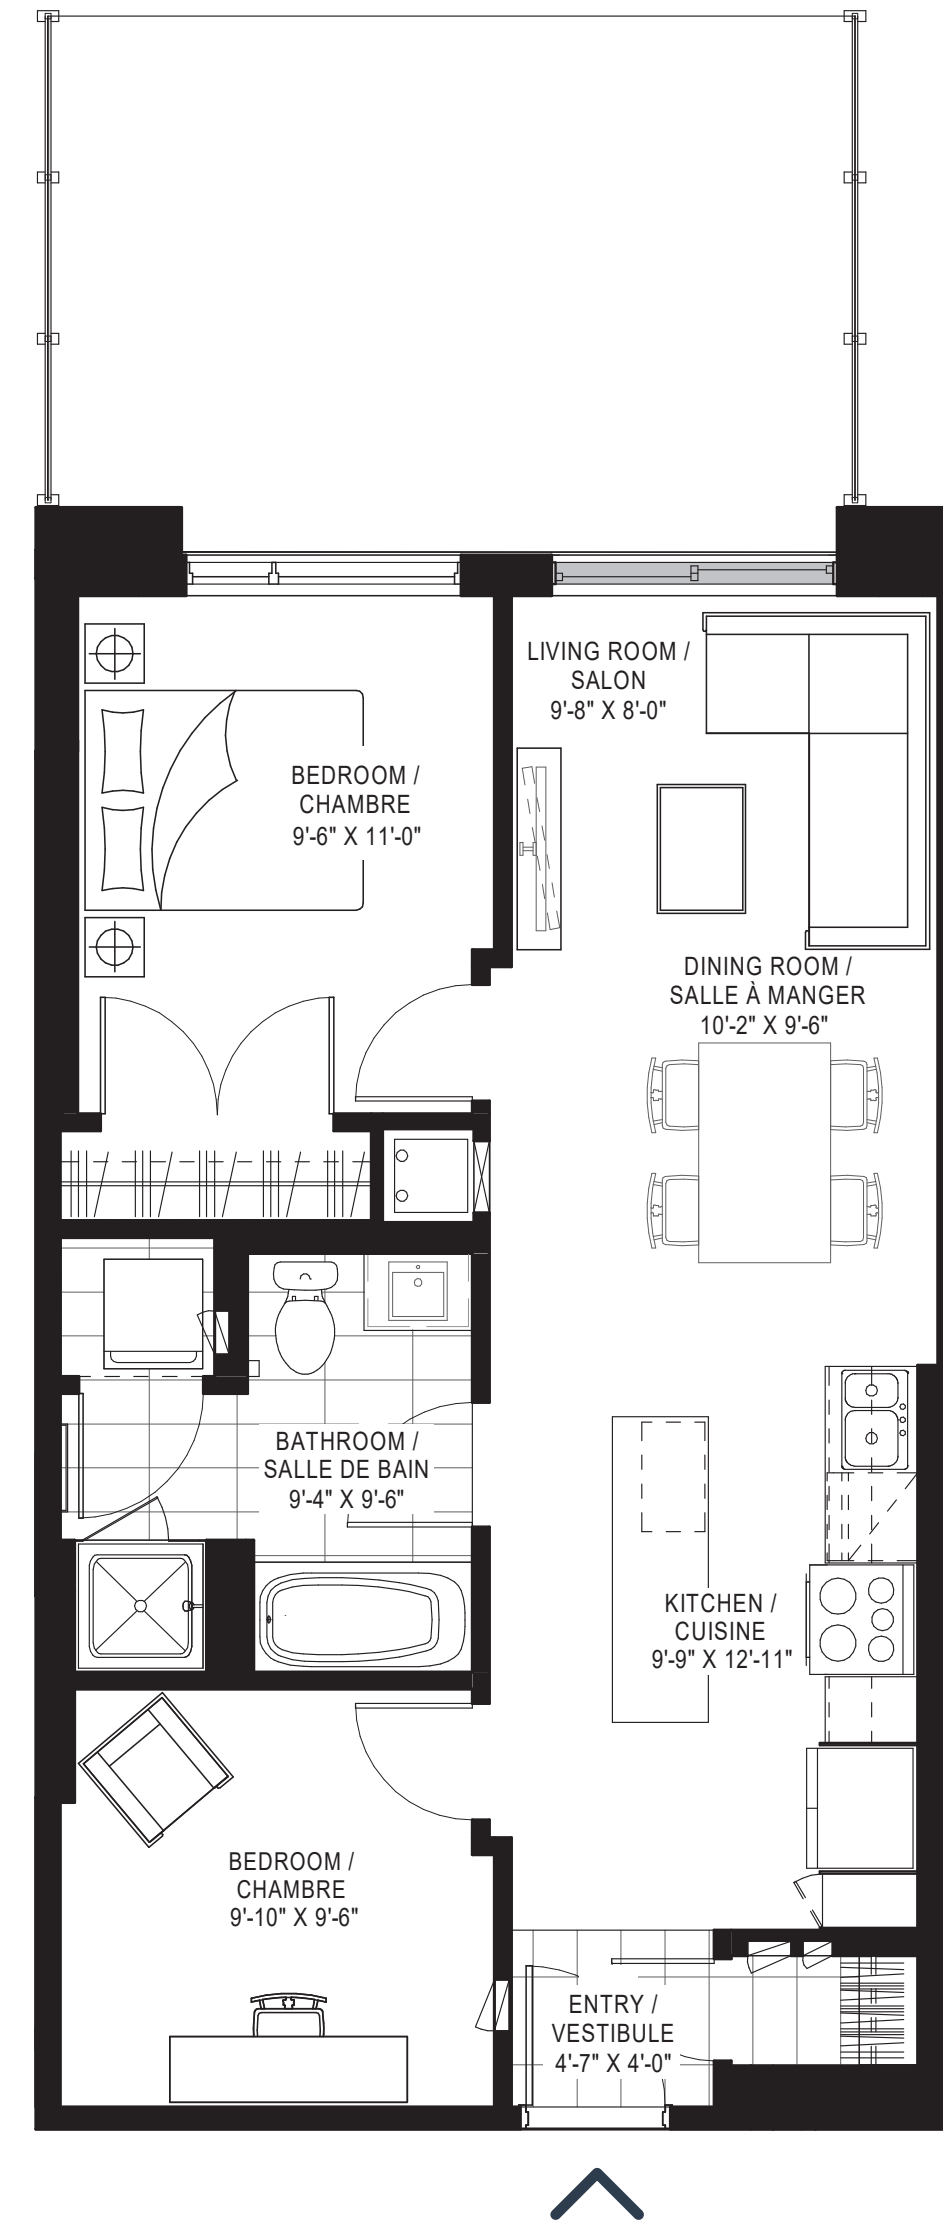 LIVING ROOM /
SALON
9'-8" X 8'-0"
BEDROOM /
CHAMBRE
9'-6" X 11'-0"
DINING ROOM /
SALLE À MANGER
10'-2" X 9'-6"
BATHROOM /
SALLE DE BAIN
9'-4" X 9'-6"
KITCHEN /
CUISINE
9'-9" X 12'-11"
BEDROOM /
CHAMBRE
9'-10" X 9'-6"
ENTRY /
VESTIBULE
4'-7" X 4'-0"